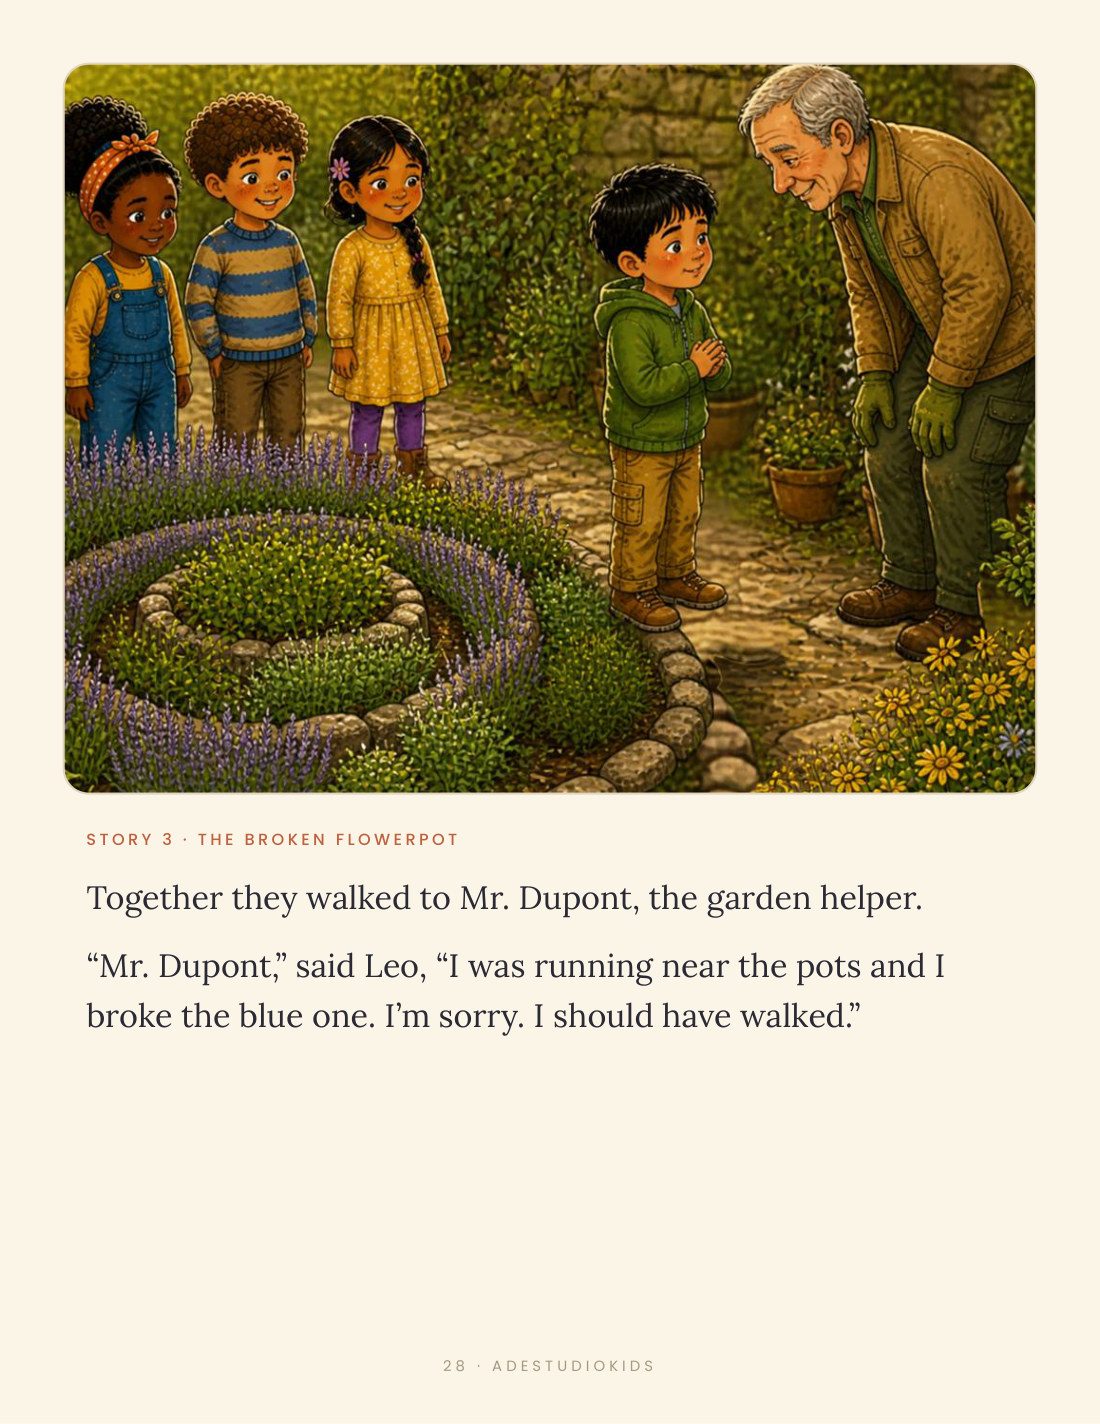 STORY 3 · THE BROKEN FLOWERPOT
Together they walked to Mr. Dupont, the garden helper.
“Mr. Dupont,” said Leo, “I was running near the pots and I
broke the blue one. I’m sorry. I should have walked.”
28 · ADESTUDIOKIDS